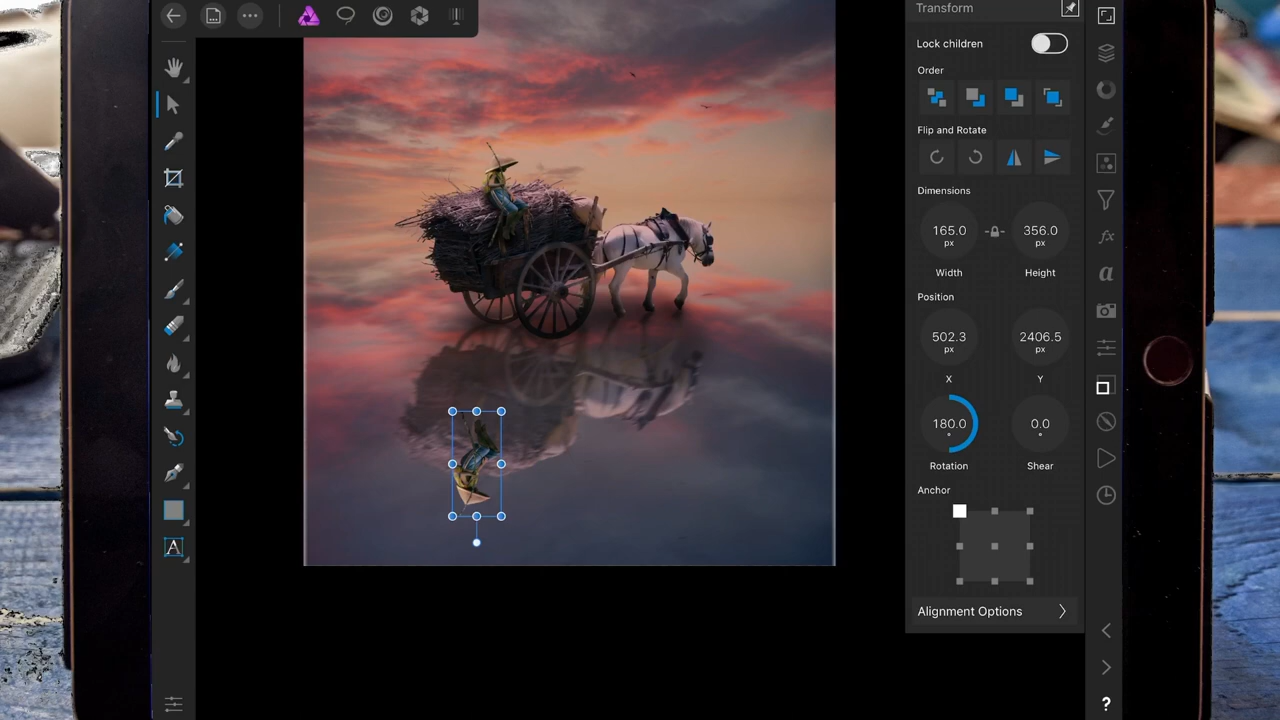 Transform
Lock children
Order
Flip and Rotate
Dimensions
165.0 px
356.0 px
Width
Height
Position
502.3 px
2406.5 px
X
Y
180.0 °
0.0 °
Rotation
Shear
Anchor
Alignment Options
A
fx
a
?